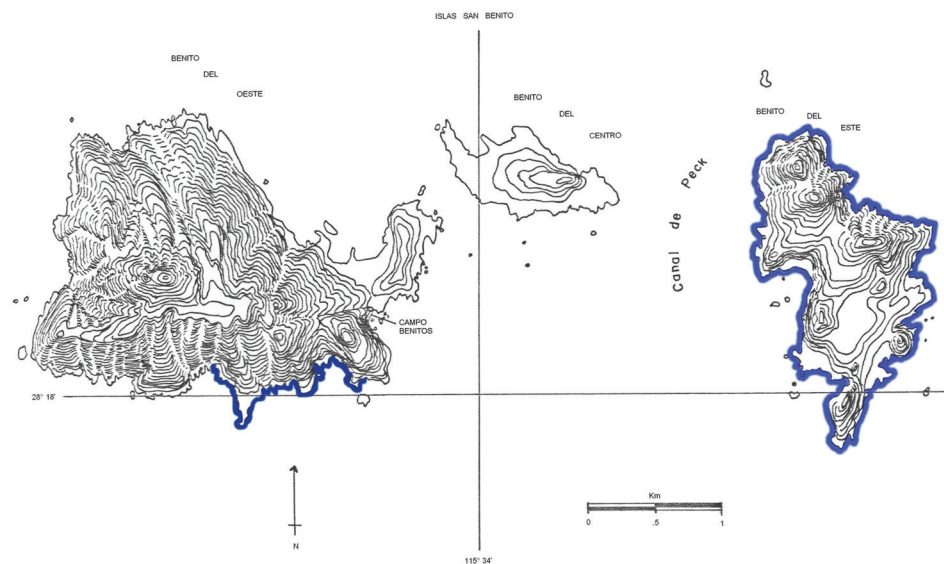 ISLAS SAN BENITO
BENITO
DEL
OESTE
BENITO
DEL
CENTRO
BENITO DEL ESTE
Canal de Peck
CAMPO
BENITOS
28° 18'
N
Km
0 .5 1
115° 34'